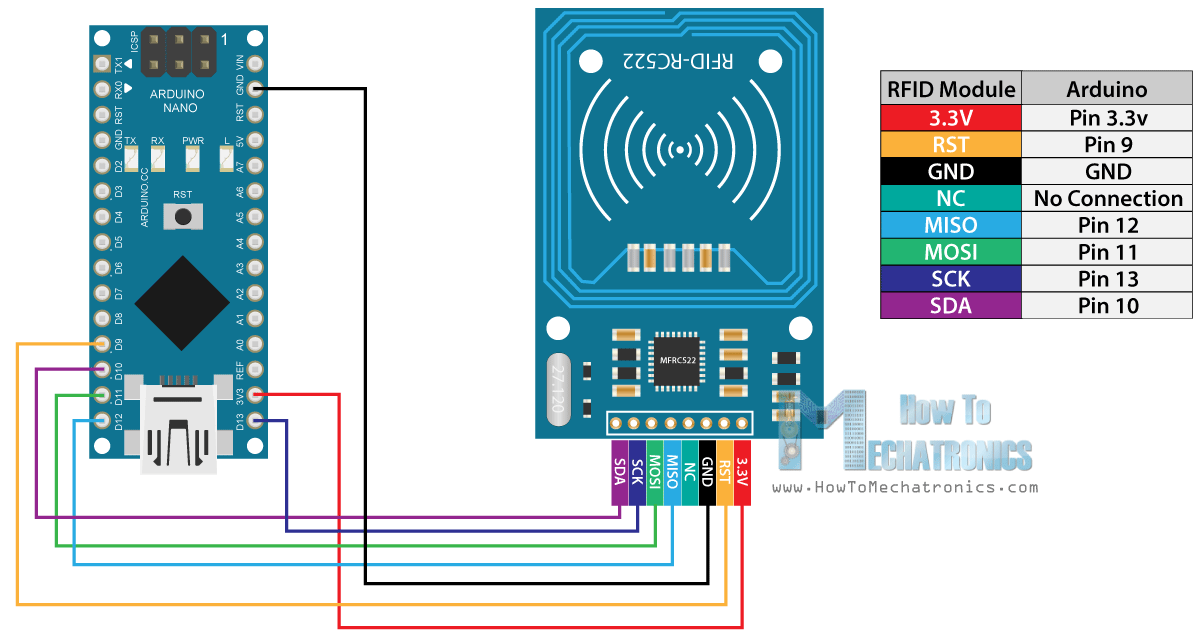 ICSP
1
TX1
RX0
RST
GND
D2
D3
D4
D5
D6
D7
D8
D9
D10
D11
D12
VIN
GND
RST
5V
A7
A6
A5
A4
A3
A2
A1
A0
REF
3V3
D13
ARDUINO
NANO
TX RX PWR L
ARDUINO.CC
RST
RFID-RC522
MFRC522
27.120
SDA
SCK
MOSI
MISO
NC
GND
RST
3.3V
RFID Module Arduino
3.3V Pin 3.3v
RST Pin 9
GND GND
NC No Connection
MISO Pin 12
MOSI Pin 11
SCK Pin 13
SDA Pin 10
How To
Mechatronics
www.HowToMechatronics.com